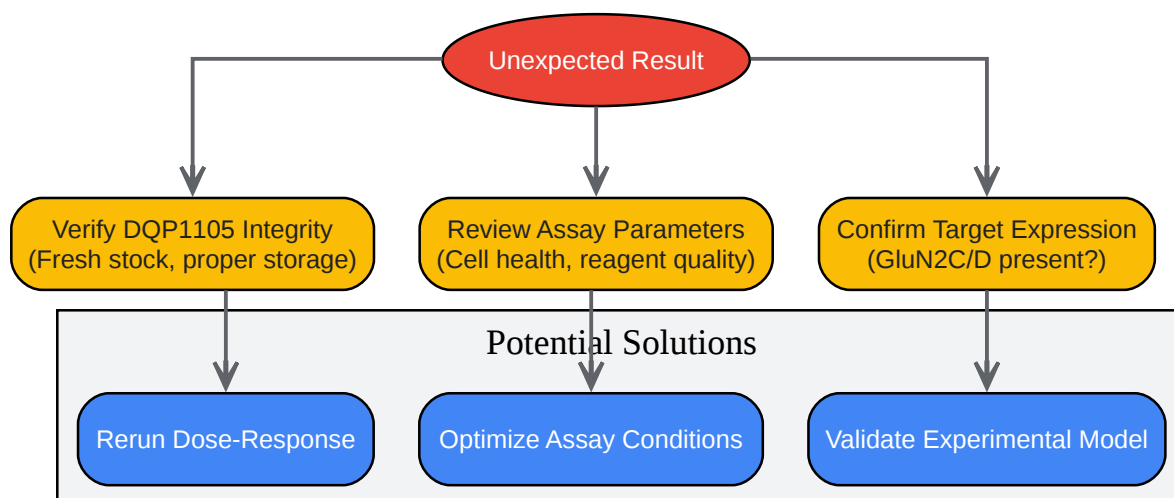 Unexpected Result
Verify DQP1105 Integrity
(Fresh stock, proper storage)
Review Assay Parameters
(Cell health, reagent quality)
Confirm Target Expression
(GluN2C/D present?)
Potential Solutions
Rerun Dose-Response
Optimize Assay Conditions
Validate Experimental Model